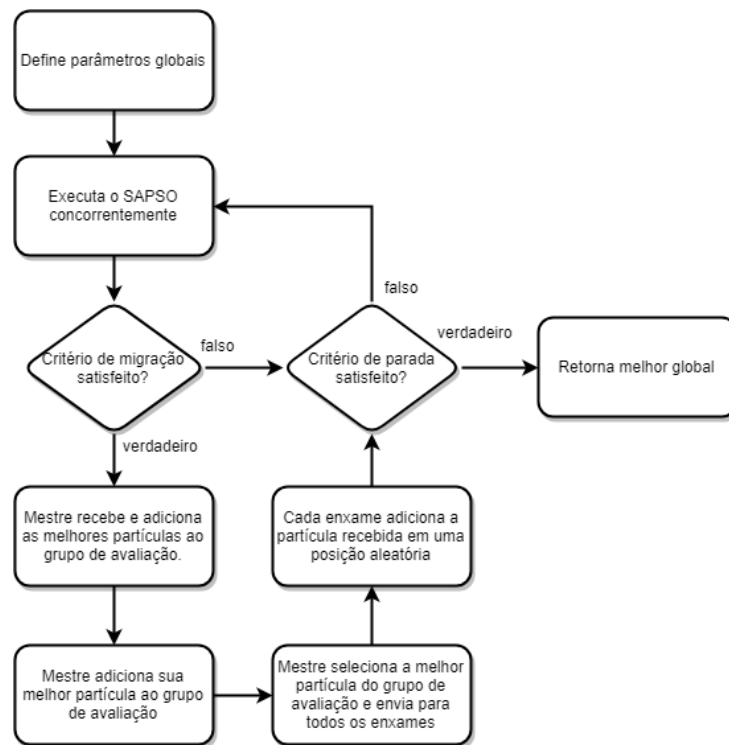 Define parâmetros globais
Executa o SAPSO
concorrentemente
falso
verdadeiro
Critério de migração
satisfeito?
falso
Critério de parada
satisfeito?
Retorna melhor global
verdadeiro
Mestre recebe e adiciona
as melhores partículas ao
grupo de avaliação.
Cada enxame adiciona a
partícula recebida em uma
posição aleatória
Mestre adiciona sua
melhor partícula ao grupo
de avaliação
Mestre seleciona a melhor
partícula do grupo de
avaliação e envia para
todos os enxames